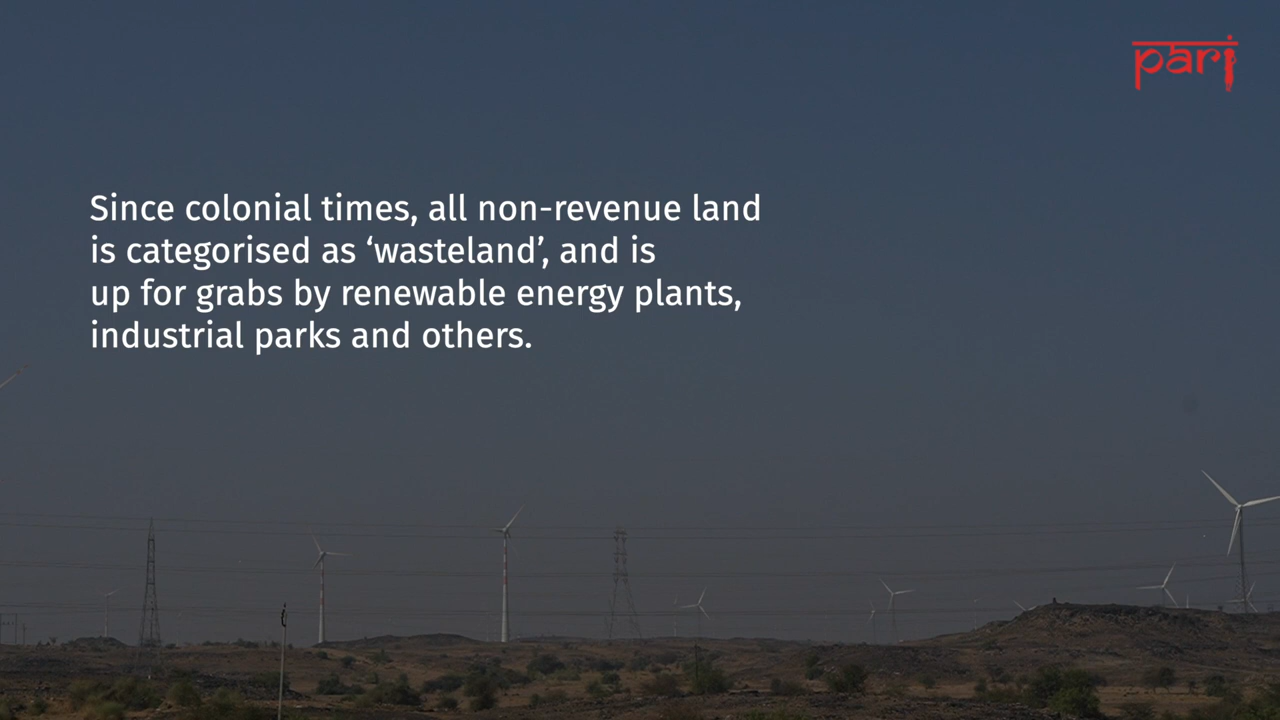 pari
Since colonial times, all non-revenue land
is categorised as ‘wasteland’, and is
up for grabs by renewable energy plants,
industrial parks and others.